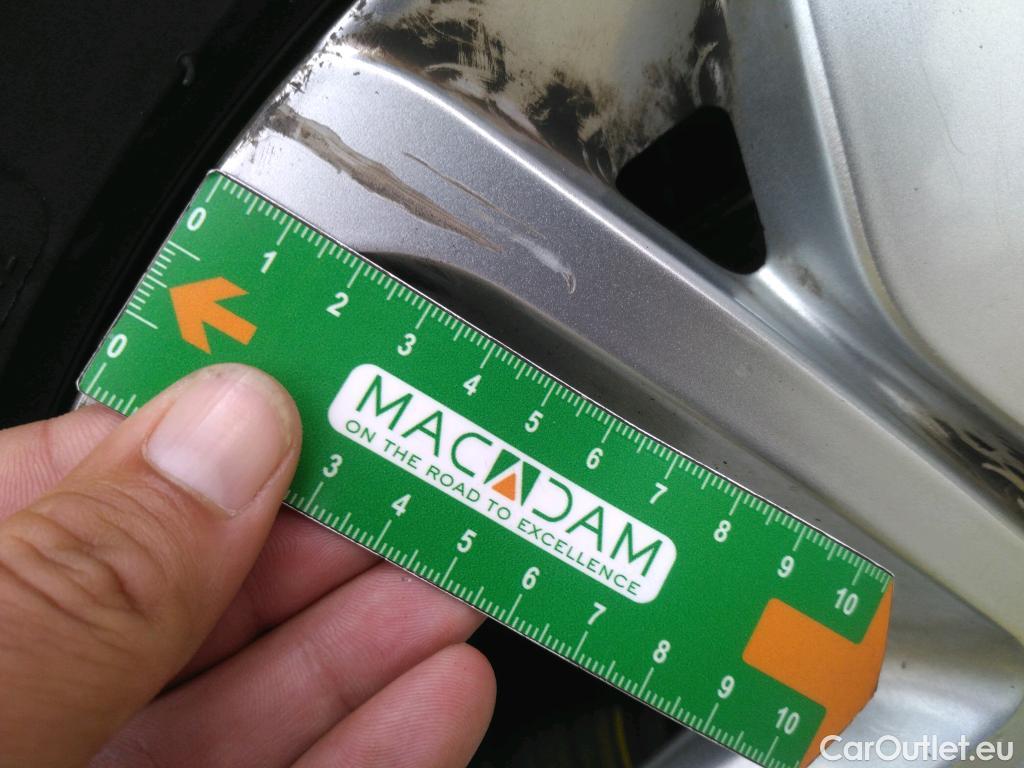 0 1 2 3 4 5 6 7 8 9 10
MACADAM
ON THE ROAD TO EXCELLENCE
0 3 4 5 6 7 8 9 10
CarOutlet.eu